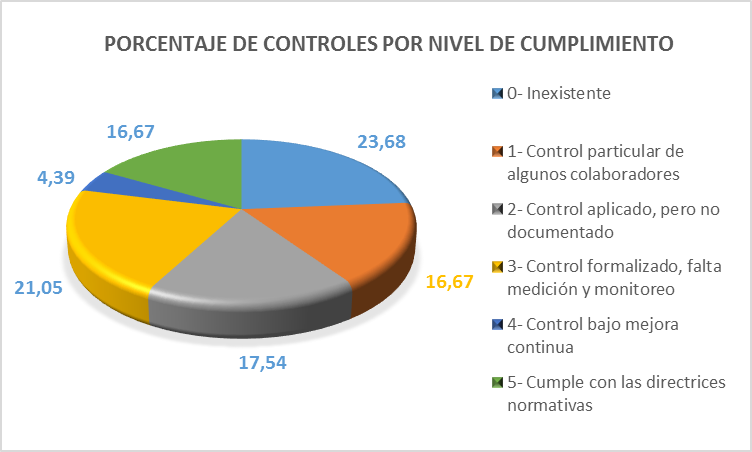 PORCENTAJE DE CONTROLES POR NIVEL DE CUMPLIMIENTO
23,68
16,67
17,54
21,05
4,39
16,67
0- Inexistente
1- Control particular de
algunos colaboradores
2- Control aplicado, pero no
documentado
3- Control formalizado, falta
medición y monitoreo
4- Control bajo mejora
continua
5- Cumple con las directrices
normativas